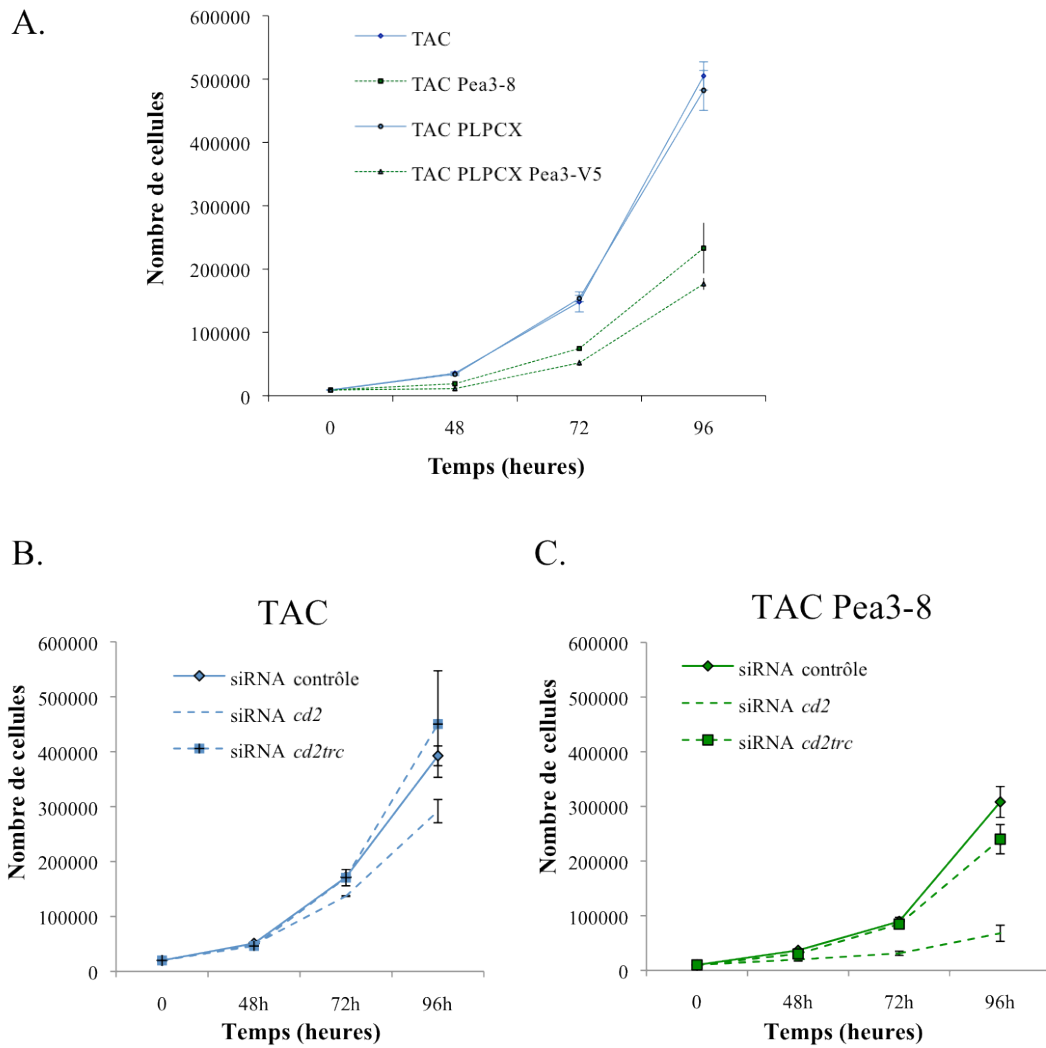 A.
600000
500000
400000
300000
200000
100000
0
Nombre de cellules
TAC
TAC Pea3-8
TAC PLPCX
TAC PLPCX Pea3-V5
0 48 72 96
Temps (heures)
B.
TAC
600000
500000
400000
300000
200000
100000
0
Nombre de cellules
siRNA contrôle
siRNA cd2
siRNA cd2trc
0 48h 72h 96h
Temps (heures)
C.
TAC Pea3-8
600000
500000
400000
300000
200000
100000
0
Nombre de cellules
siRNA contrôle
siRNA cd2
siRNA cd2trc
0 48h 72h 96h
Temps (heures)